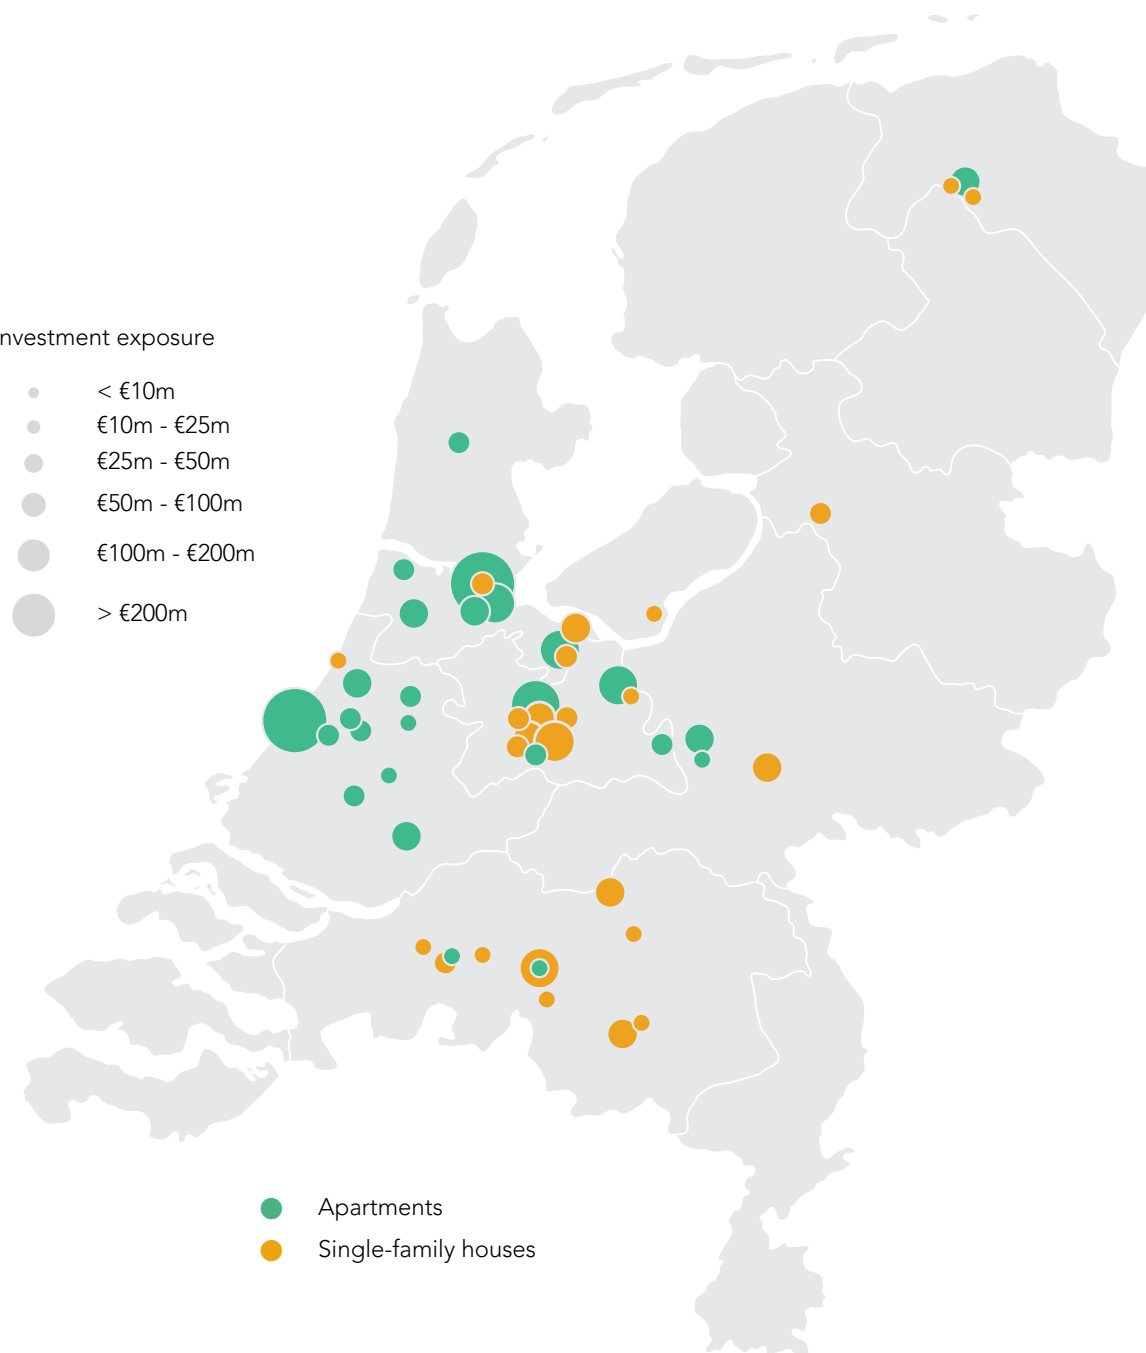 nvestment exposure
< €10m
€10m - €25m
€25m - €50m
€50m - €100m
€100m - €200m
> €200m
Apartments
Single-family houses